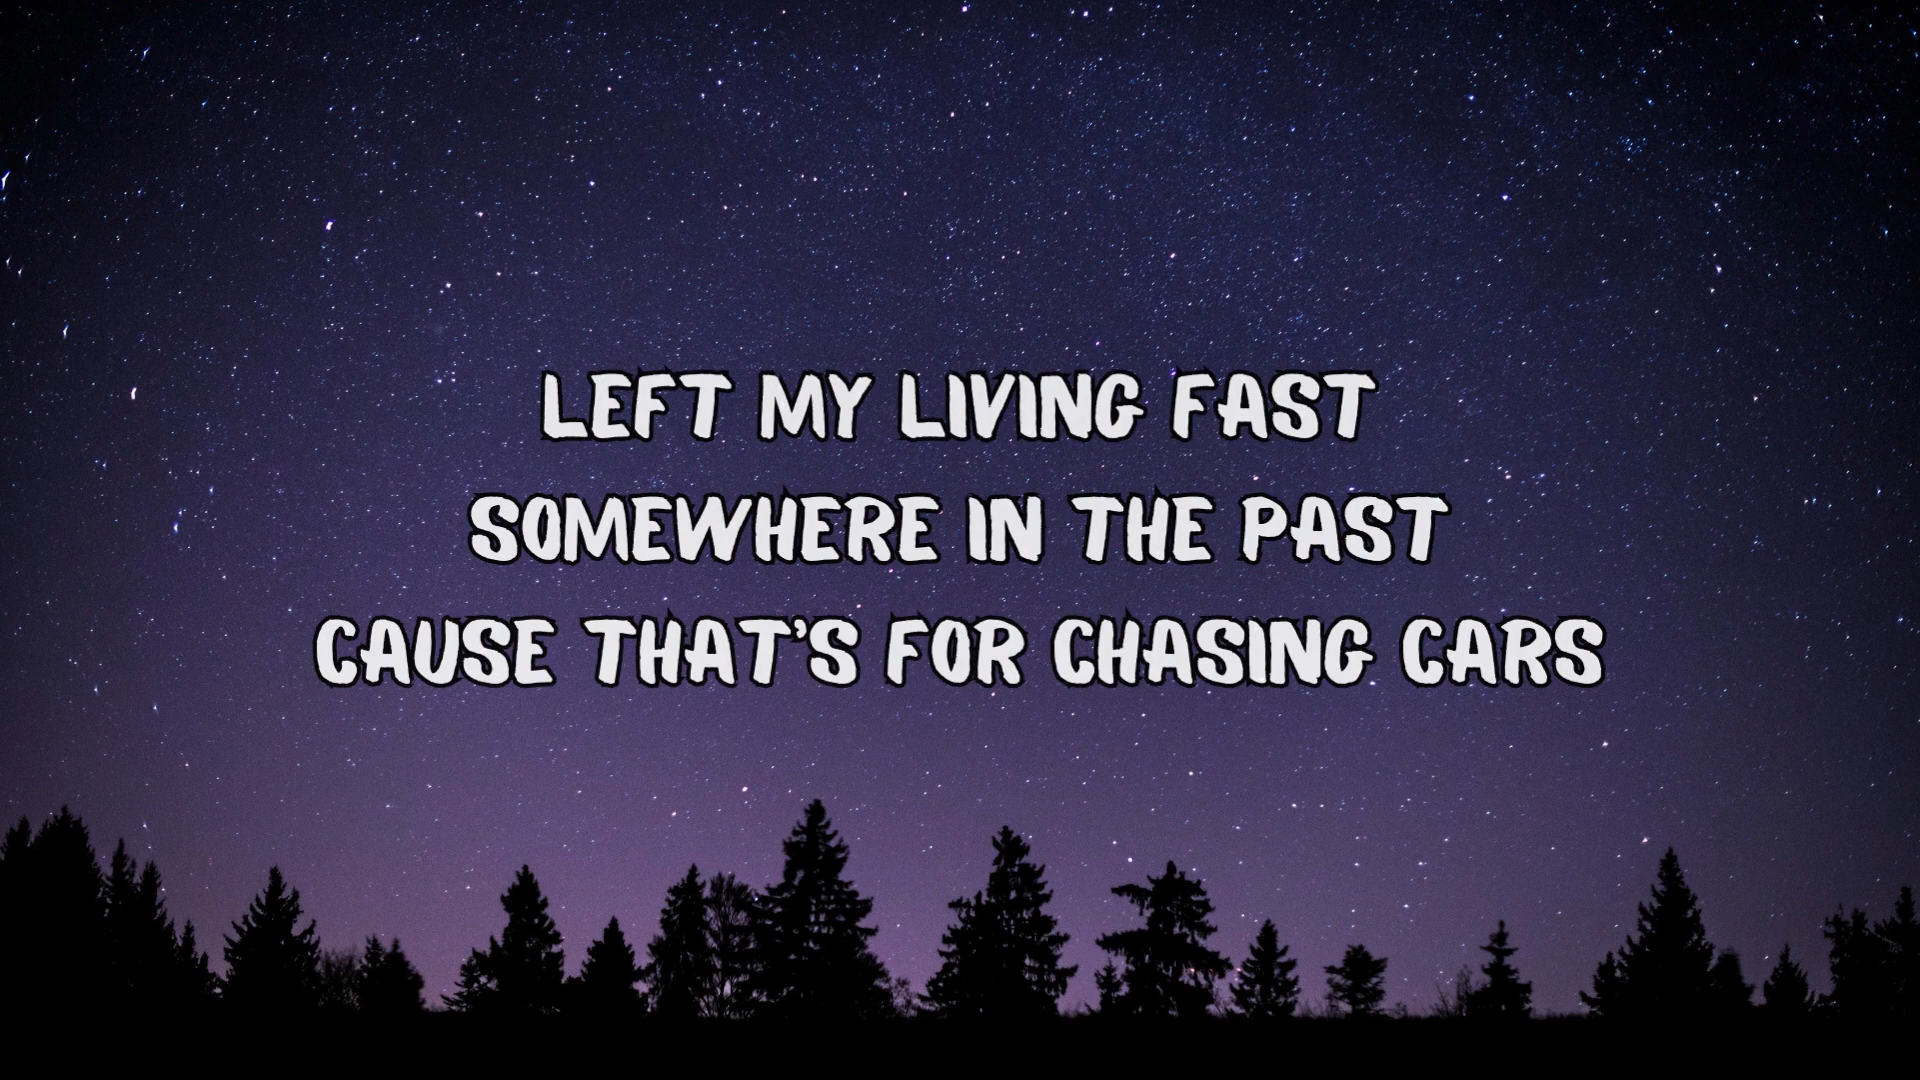 LEFT MY LIVING FAST
SOMEWHERE IN THE PAST
CAUSE THAT'S FOR CHASING CARS